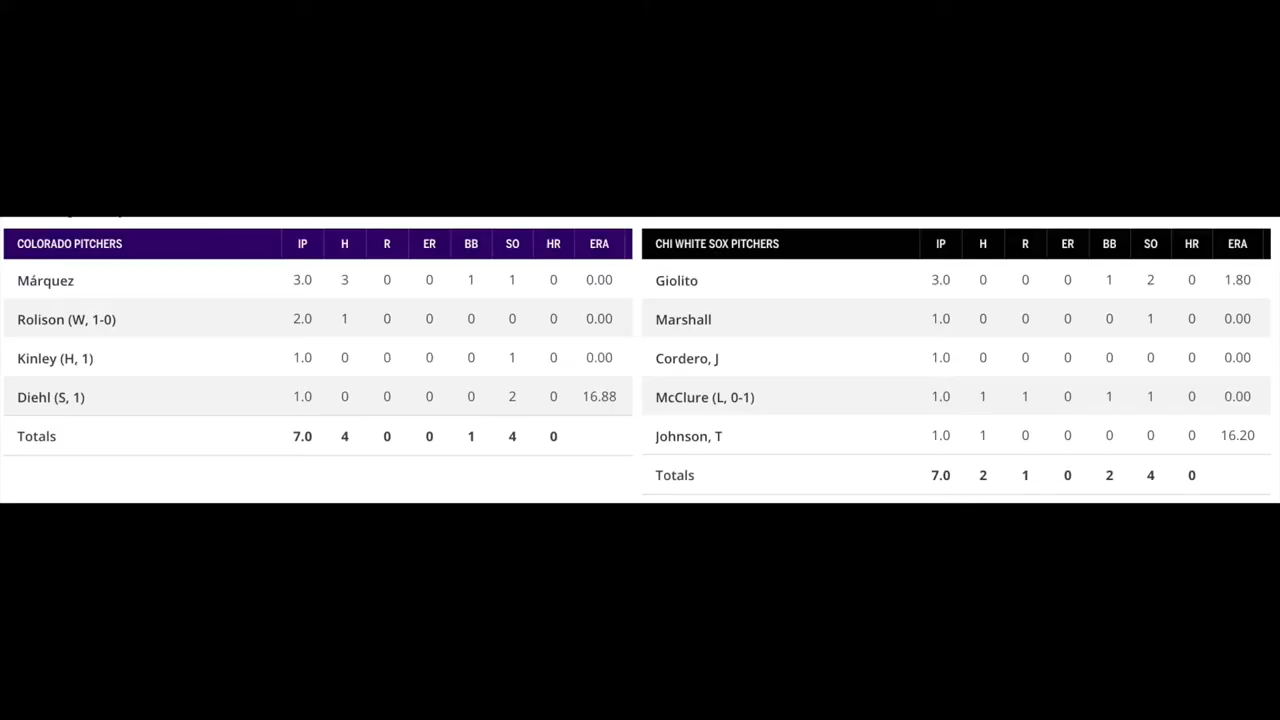 COLORADO PITCHERS IP H R ER BB SO HR ERA
Márquez 3.0 3 0 0 1 1 0 0.00
Rolison (W, 1-0) 2.0 1 0 0 0 0 0 0.00
Kinley (H, 1) 1.0 0 0 0 0 1 0 0.00
Diehl (S, 1) 1.0 0 0 0 0 2 0 16.88
Totals 7.0 4 0 0 1 4 0
CHI WHITE SOX PITCHERS IP H R ER BB SO HR ERA
Giolito 3.0 0 0 0 1 2 0 1.80
Marshall 1.0 0 0 0 0 1 0 0.00
Cordero, J 1.0 0 0 0 0 0 0 0.00
McClure (L, 0-1) 1.0 1 1 0 1 1 0 0.00
Johnson, T 1.0 1 0 0 0 0 0 16.20
Totals 7.0 2 1 0 2 4 0